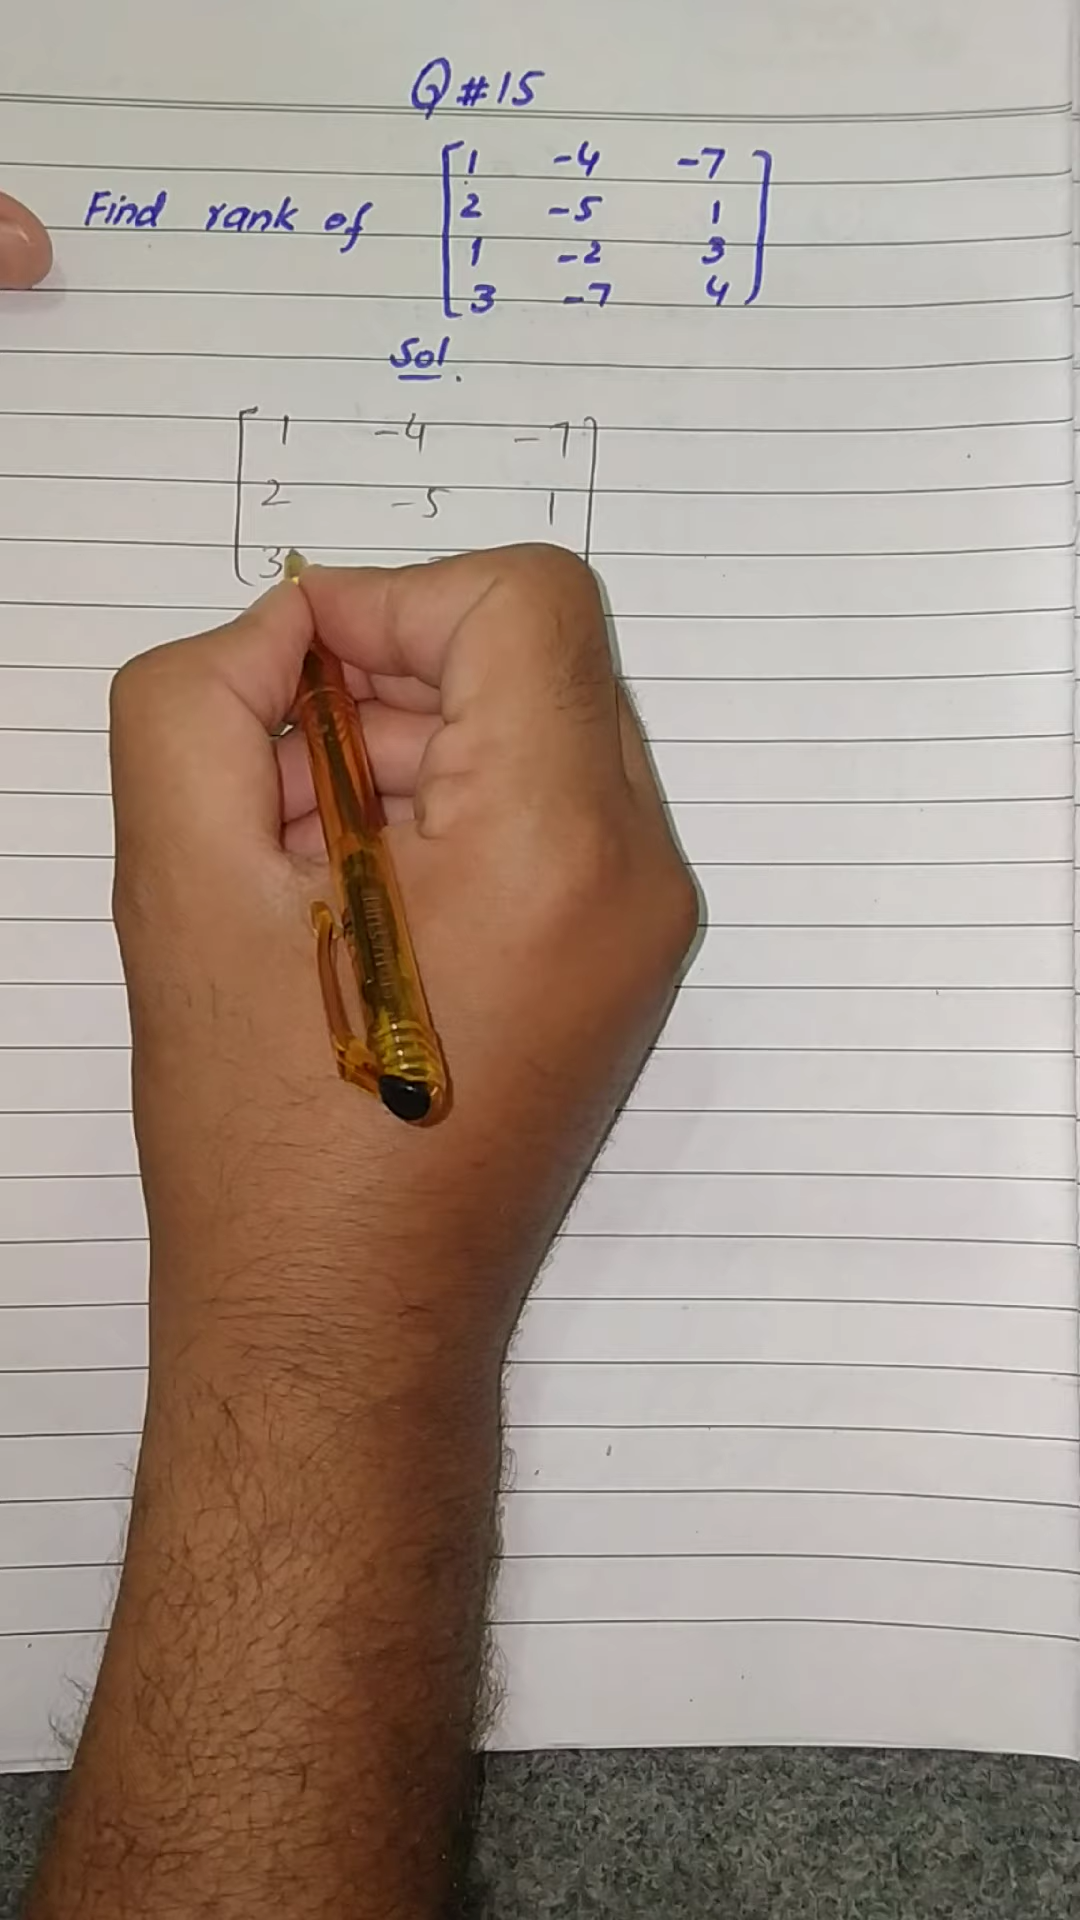 Q#15
Find rank of
1 -4 -7
2 -5 1
1 -2 3
3 -7 4
Sol.
1 -4 -7
2 -5 1
3